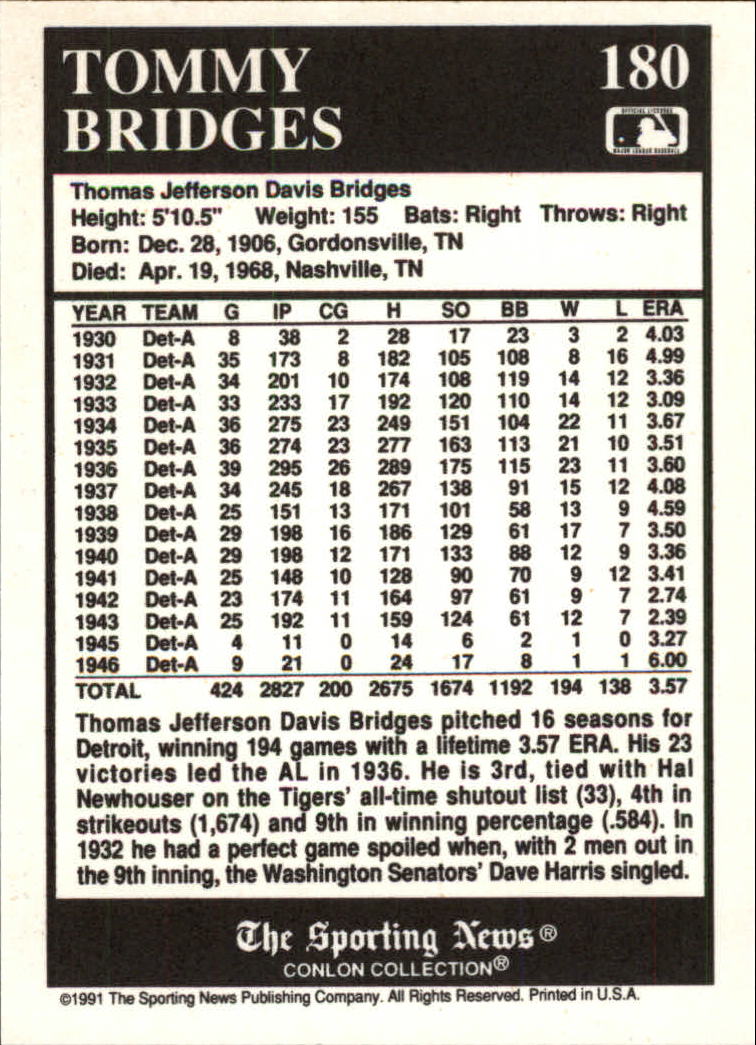 TOMMY 180
BRIDGES
OFFICIAL LICENSEE
MAJOR LEAGUE BASEBALL
Thomas Jefferson Davis Bridges
Height: 5'10.5" Weight: 155 Bats: Right Throws: Right
Born: Dec. 28, 1906, Gordonsville, TN
Died: Apr. 19, 1968, Nashville, TN
YEAR TEAM G IP CG H SO BB W L ERA
1930 Det-A 8 38 2 28 17 23 3 2 4.03
1931 Det-A 35 173 8 182 105 108 8 16 4.99
1932 Det-A 34 201 10 174 108 119 14 12 3.36
1933 Det-A 33 233 17 192 120 110 14 12 3.09
1934 Det-A 36 275 23 249 151 104 22 11 3.67
1935 Det-A 36 274 23 277 163 113 21 10 3.51
1936 Det-A 39 295 26 289 175 115 23 11 3.60
1937 Det-A 34 245 18 267 138 91 15 12 4.08
1938 Det-A 25 151 13 171 101 58 13 9 4.59
1939 Det-A 29 198 16 186 129 61 17 7 3.50
1940 Det-A 29 198 12 171 133 88 12 9 3.36
1941 Det-A 25 148 10 128 90 70 9 12 3.41
1942 Det-A 23 174 11 164 97 61 9 7 2.74
1943 Det-A 25 192 11 159 124 61 12 7 2.39
1945 Det-A 4 11 0 14 6 2 1 0 3.27
1946 Det-A 9 21 0 24 17 8 1 1 6.00
TOTAL 424 2827 200 2675 1674 1192 194 138 3.57
Thomas Jefferson Davis Bridges pitched 16 seasons for
Detroit, winning 194 games with a lifetime 3.57 ERA. His 23
victories led the AL in 1936. He is 3rd, tied with Hal
Newhouser on the Tigers' all-time shutout list (33), 4th in
strikeouts (1,674) and 9th in winning percentage (.584). In
1932 he had a perfect game spoiled when, with 2 men out in
the 9th inning, the Washington Senators' Dave Harris singled.
The Sporting News®
CONLON COLLECTION®
©1991 The Sporting News Publishing Company. All Rights Reserved. Printed in U.S.A.